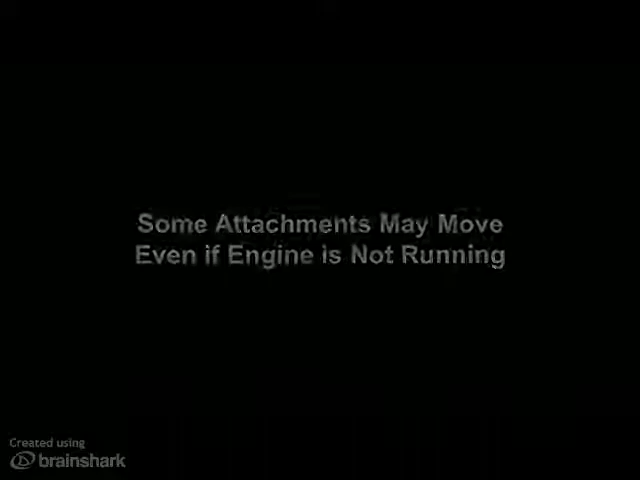 Some Attachments May Move
Even if Engine is Not Running
Created using
brainshark